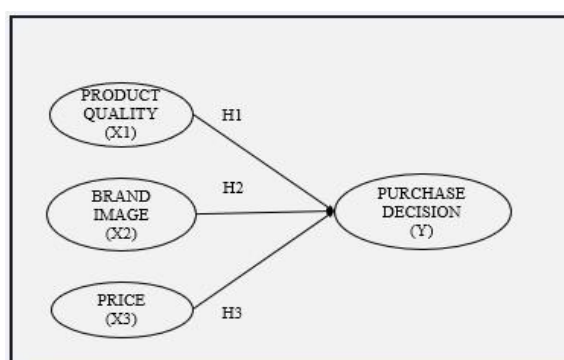 PRODUCT
QUALITY
(X1)
H1
BRAND
IMAGE
(X2)
H2
PRICE
(X3)
H3
PURCHASE
DECISION
(Y)